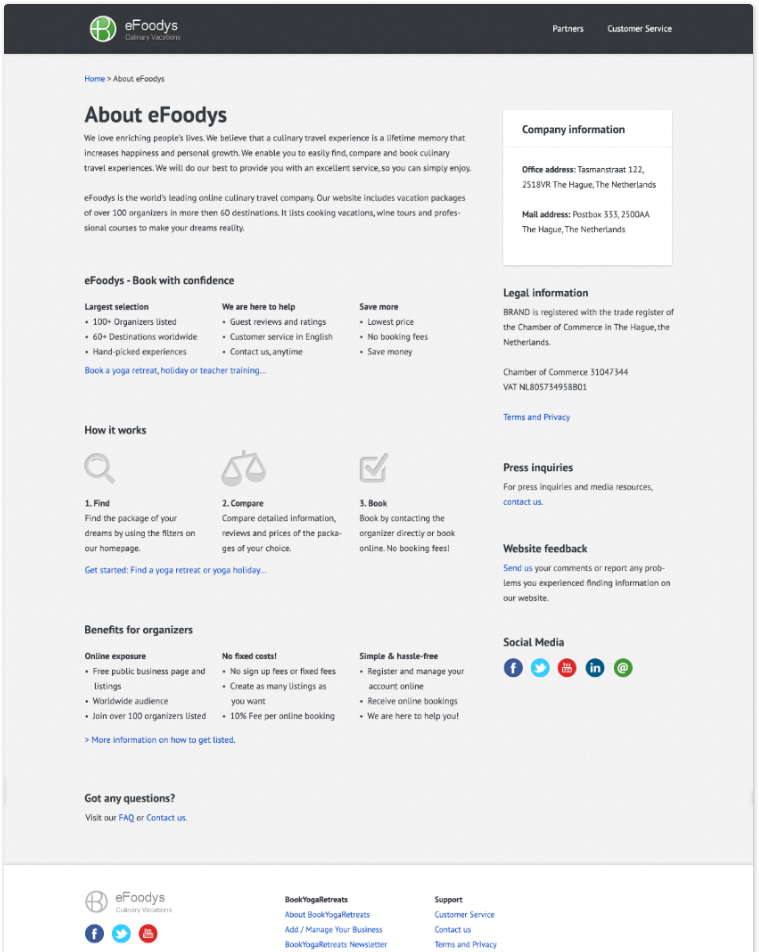 eFoodys
Culinary Vacations
Partners
Customer Service
Home > About eFoodys
About eFoodys
We love enriching people's lives. We believe that a culinary travel experience is a lifetime memory that
increases happiness and personal growth. We enable you to easily find, compare and book culinary
travel experiences. We will do our best to provide you with an excellent service, so you can simply enjoy.
eFoodys is the world's leading online culinary travel company. Our website includes vacation packages
of over 100 organizers in more then 60 destinations. It lists cooking vacations, wine tours and profes-
sional courses to make your dreams reality.
eFoodys - Book with confidence
Largest selection
• 100+ Organizers listed
• 60+ Destinations worldwide
• Hand-picked experiences
We are here to help
• Guest reviews and ratings
• Customer service in English
• Contact us, anytime
Save more
• Lowest price
• No booking fees
• Save money
Book a yoga retreat, holiday or teacher training...
How it works
1. Find
Find the package of your
dreams by using the filters on
our homepage.
2. Compare
Compare detailed information,
reviews and prices of the packa-
ges of your choice.
3. Book
Book by contacting the
organizer directly or book
online. No booking fees!
Get started: Find a yoga retreat or yoga holiday...
Benefits for organizers
Online exposure
• Free public business page and
listings
• Worldwide audience
• Join over 100 organizers listed
No fixed costs!
• No sign up fees or fixed fees
• Create as many listings as
you want
• 10% Fee per online booking
Simple & hassle-free
• Register and manage your
account online
• Receive online bookings
• We are here to help you!
> More information on how to get listed.
Got any questions?
Visit our FAQ or Contact us.
Company information
Office address: Tasmanstraat 122,
2518VR The Hague, The Netherlands
Mail address: Postbox 333, 2500AA
The Hague, The Netherlands
Legal information
BRAND is registered with the trade register of
the Chamber of Commerce in The Hague, the
Netherlands.
Chamber of Commerce 31047344
VAT NL805734958B01
Terms and Privacy
Press inquiries
For press inquiries and media resources,
contact us.
Website feedback
Send us your comments or report any prob-
lems you experienced finding information on
our website.
Social Media
eFoodys
Culinary Vacations
BookYogaRetreats
About BookYogaRetreats
Add / Manage Your Business
BookYogaRetreats Newsletter
Support
Customer Service
Contact us
Terms and Privacy